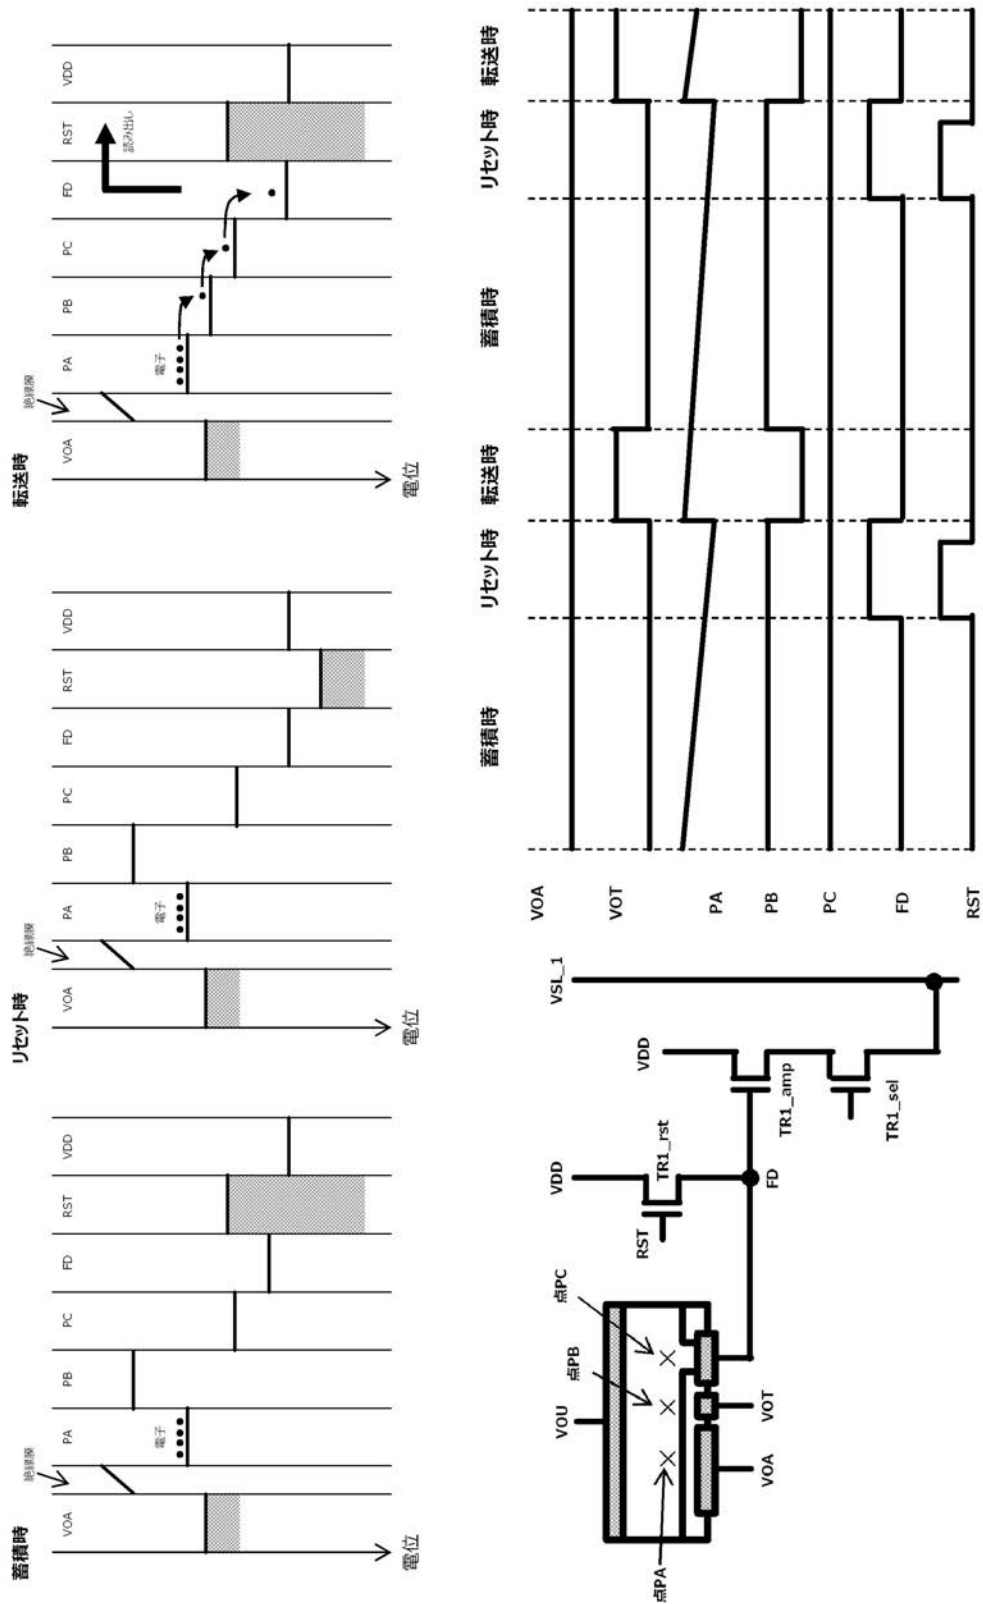 蓄積時
VOA
絶縁膜
PA
PB
PC
FD
RST
VDD
電子
電位
リセット時
VOA
絶縁膜
PA
PB
PC
FD
RST
VDD
電子
電位
転送時
VOA
絶縁膜
PA
PB
PC
FD
RST
VDD
電子
読み出し
電位
点PA
点PB
点PC
VOU
VOA
VOT
VDD
RST
TR1_rst
FD
VDD
TR1_amp
TR1_sel
VSL_1
蓄積時
リセット時
転送時
蓄積時
リセット時
転送時
VOA
VOT
PA
PB
PC
FD
RST